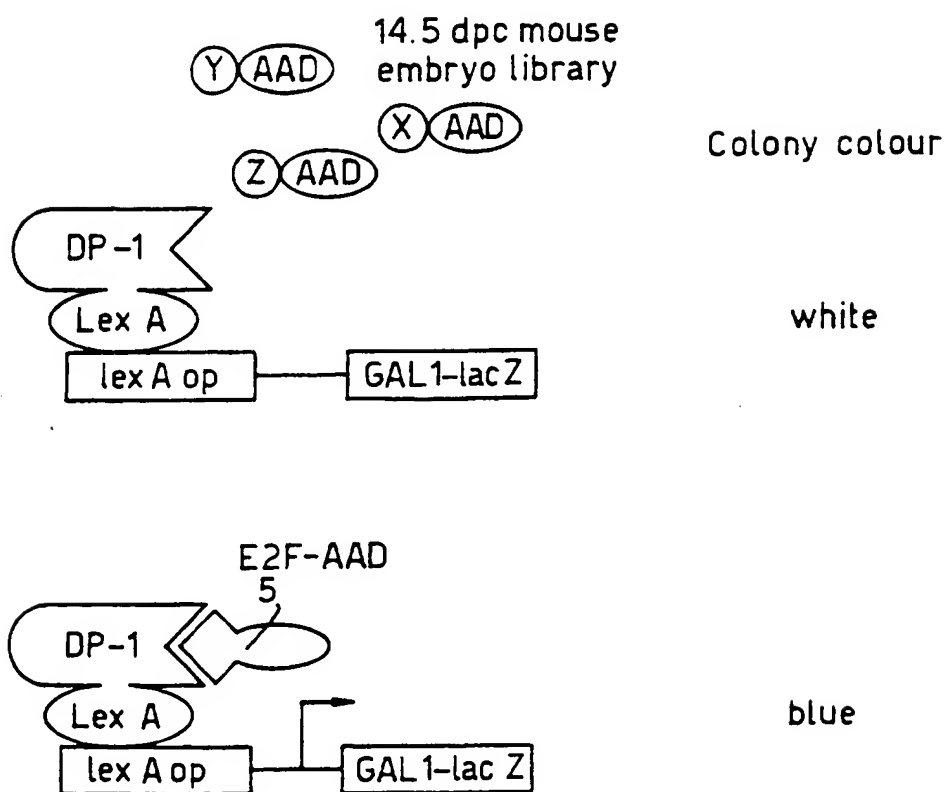 14.5 dpc mouse
embryo library
Y AAD
X AAD
Z AAD
Colony colour
DP-1
Lex A
lex A op
GAL1-lac Z
white
E2F-AAD
5
DP-1
Lex A
lex A op
GAL1-lac Z
blue